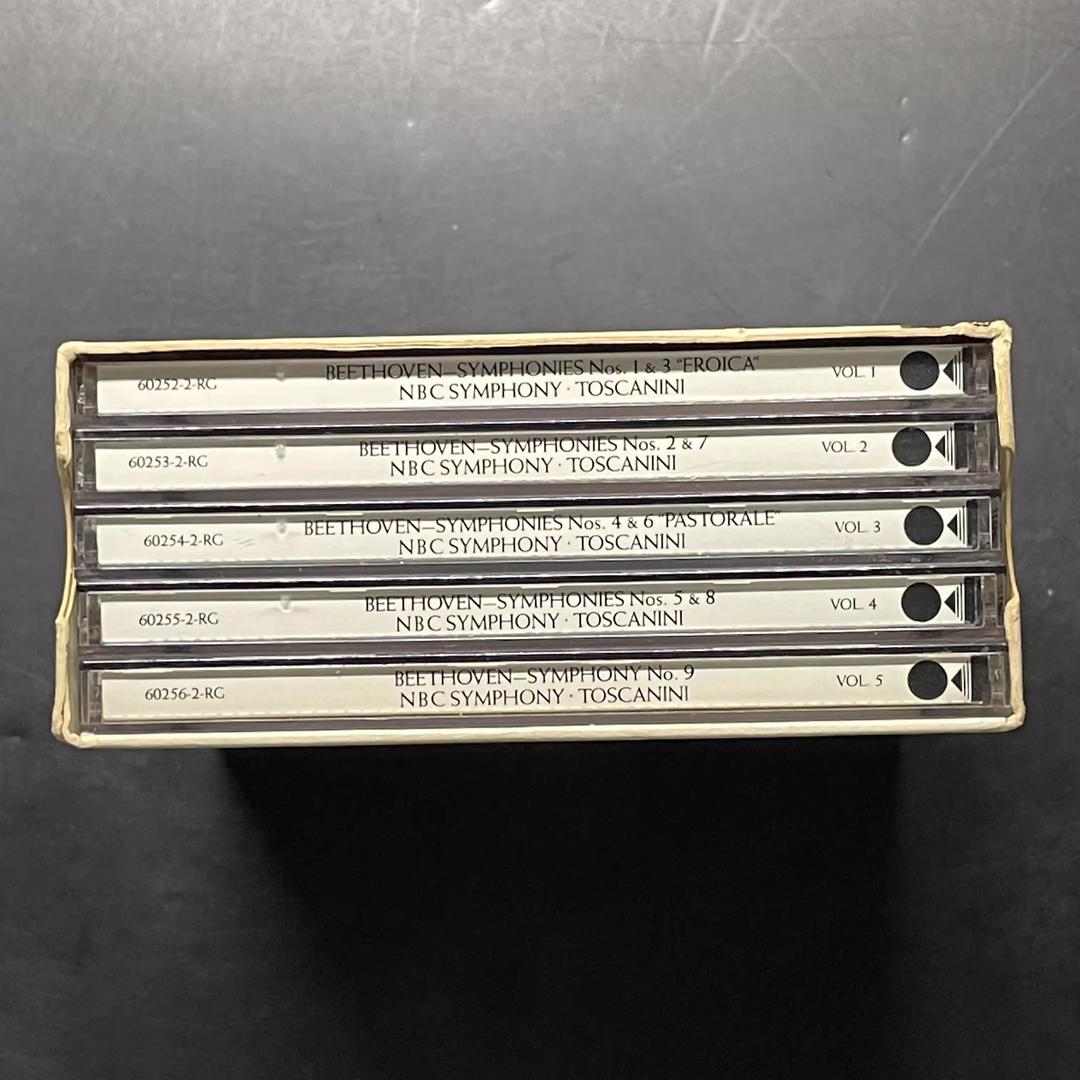 60252-2-RG
BEETHOVEN–SYMPHONIES Nos. 1 & 3 "EROICA"
NBC SYMPHONY · TOSCANINI
VOL. 1
60253-2-RG
BEETHOVEN–SYMPHONIES Nos. 2 & 7
NBC SYMPHONY · TOSCANINI
VOL. 2
60254-2-RG
BEETHOVEN–SYMPHONIES Nos. 4 & 6 "PASTORALE"
NBC SYMPHONY · TOSCANINI
VOL. 3
60255-2-RG
BEETHOVEN–SYMPHONIES Nos. 5 & 8
NBC SYMPHONY · TOSCANINI
VOL. 4
60256-2-RG
BEETHOVEN–SYMPHONY No. 9
NBC SYMPHONY · TOSCANINI
VOL. 5